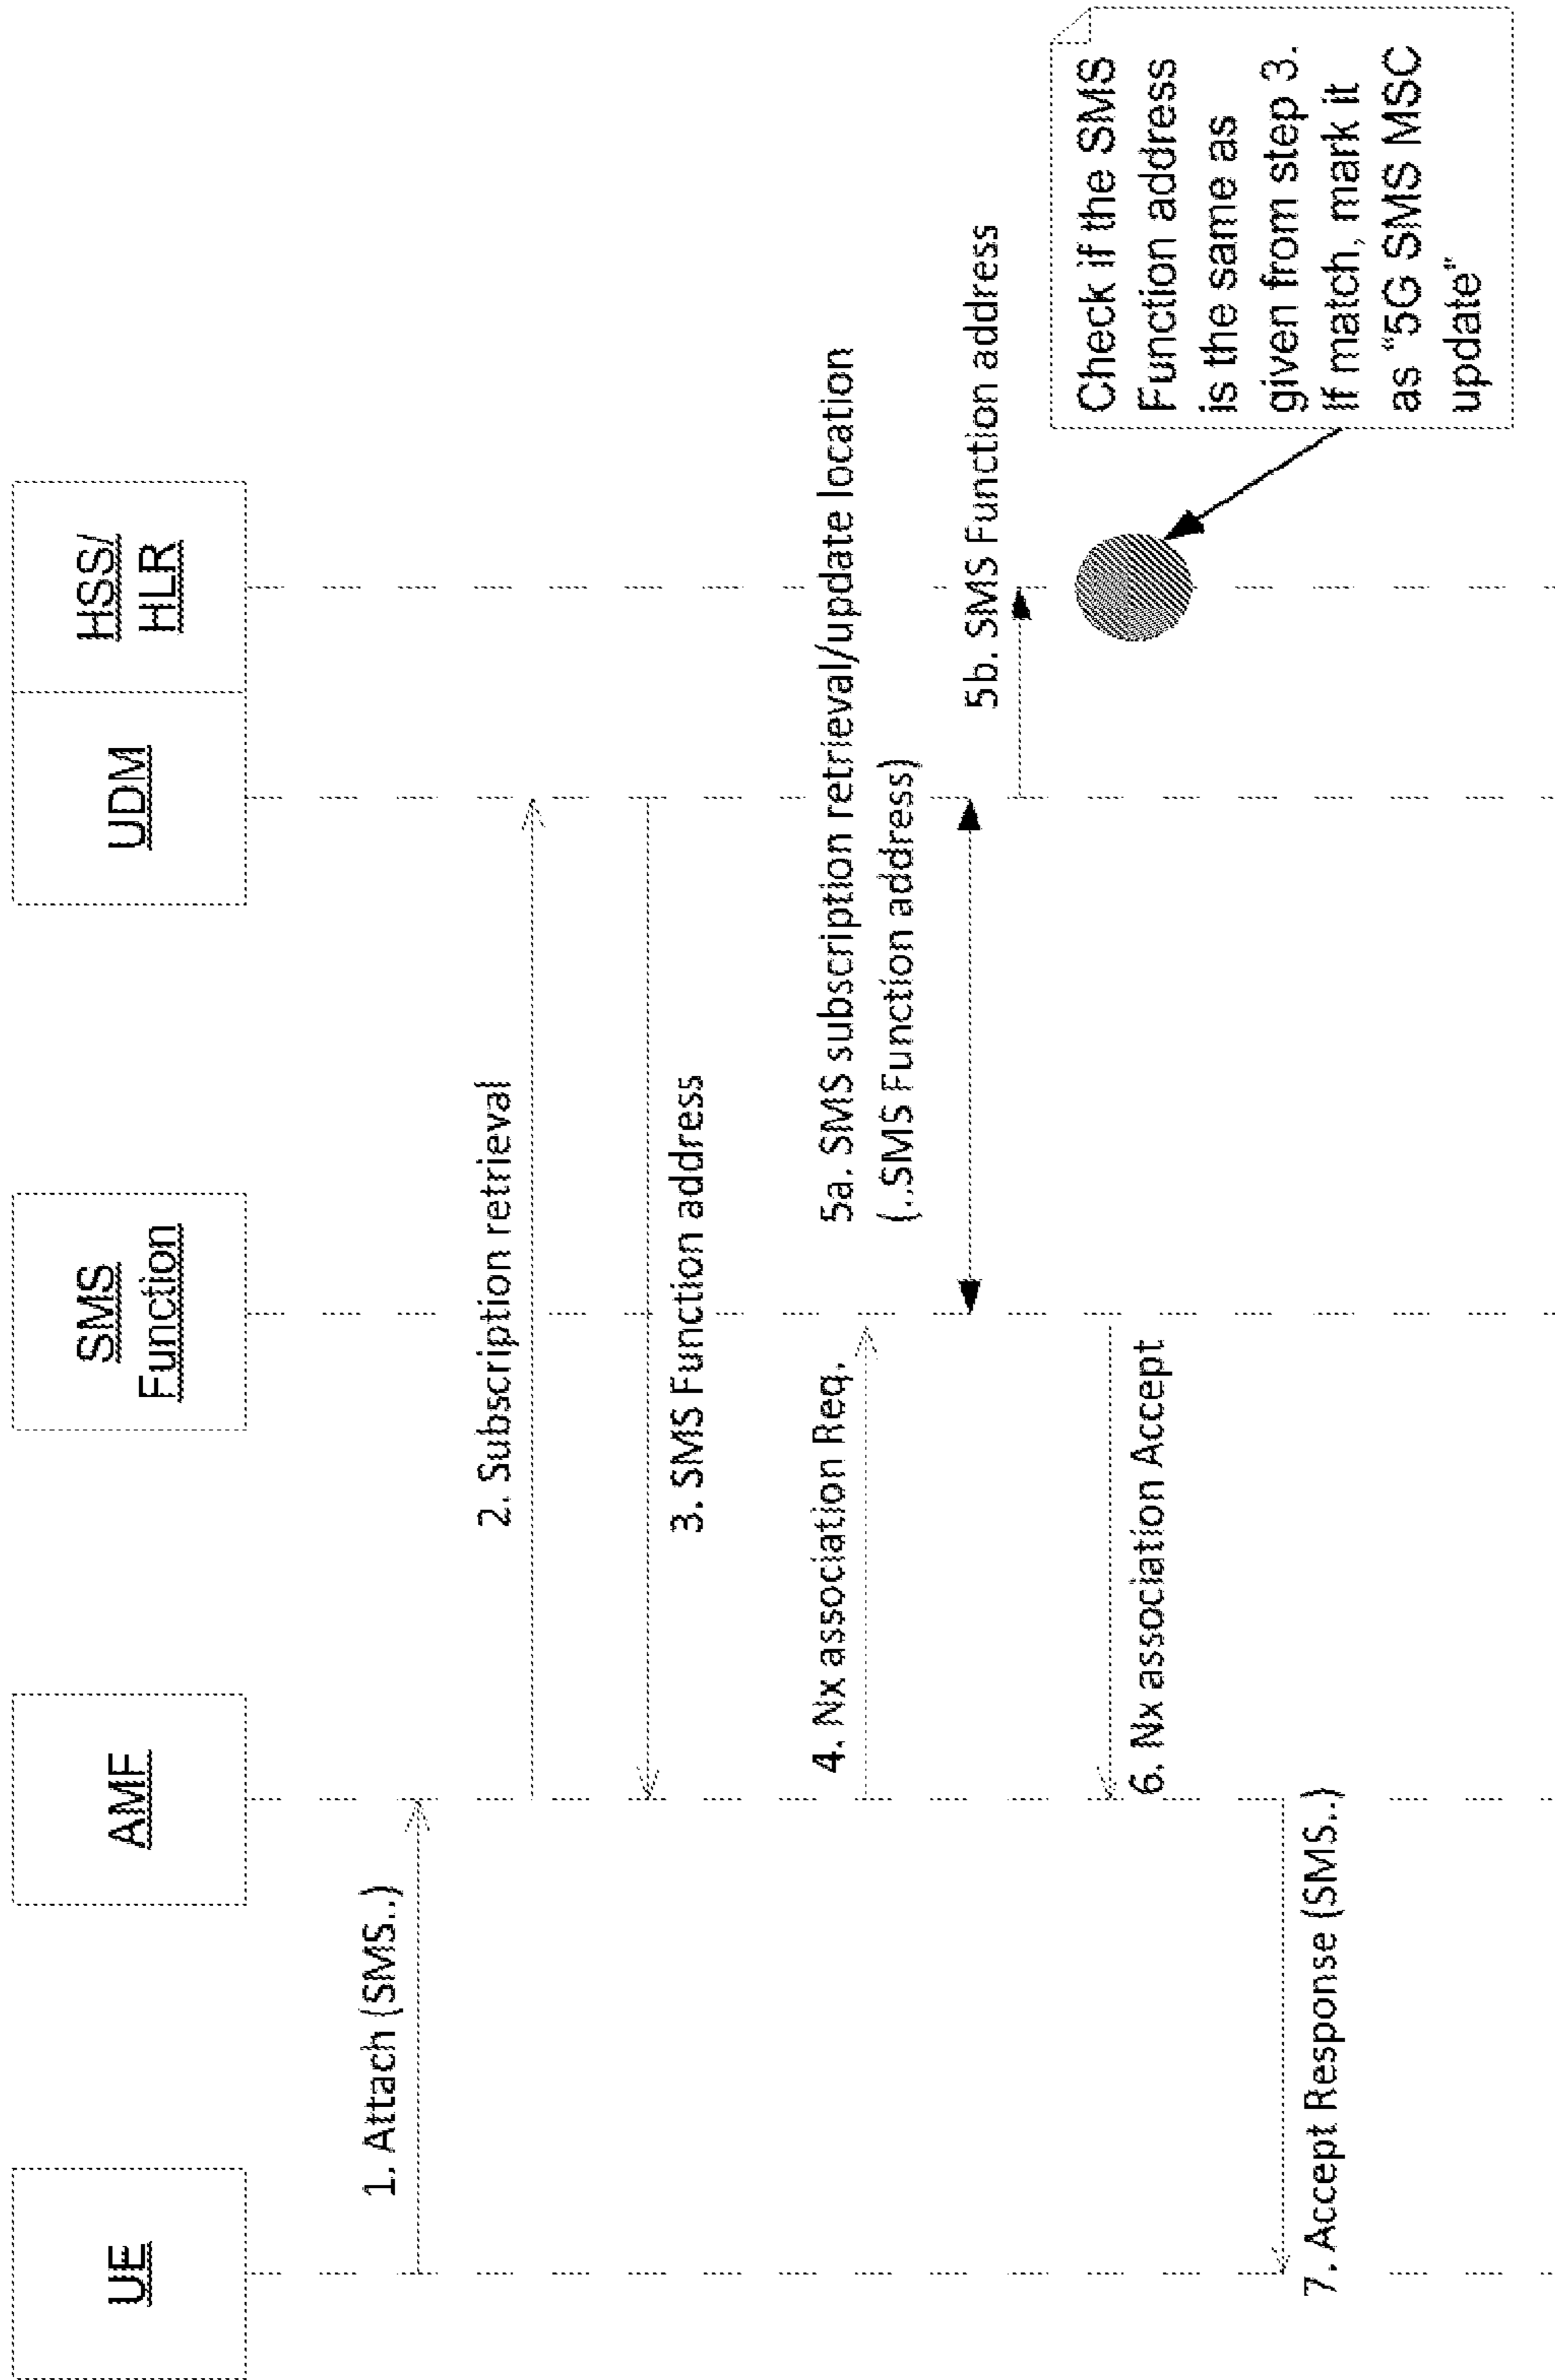 UE
AMF
SMS
Function
UDM
HSS/
HLR
1. Attach (SMS..)
2. Subscription retrieval
3. SMS Function address
4. Nx association Req.
5a. SMS subscription retrieval/update location
(..SMS Function address)
5b. SMS Function address
6. Nx association Accept
7. Accept Response (SMS..)
Check if the SMS
Function address
is the same as
given from step 3.
If match, mark it
as "5G SMS MSC
update"